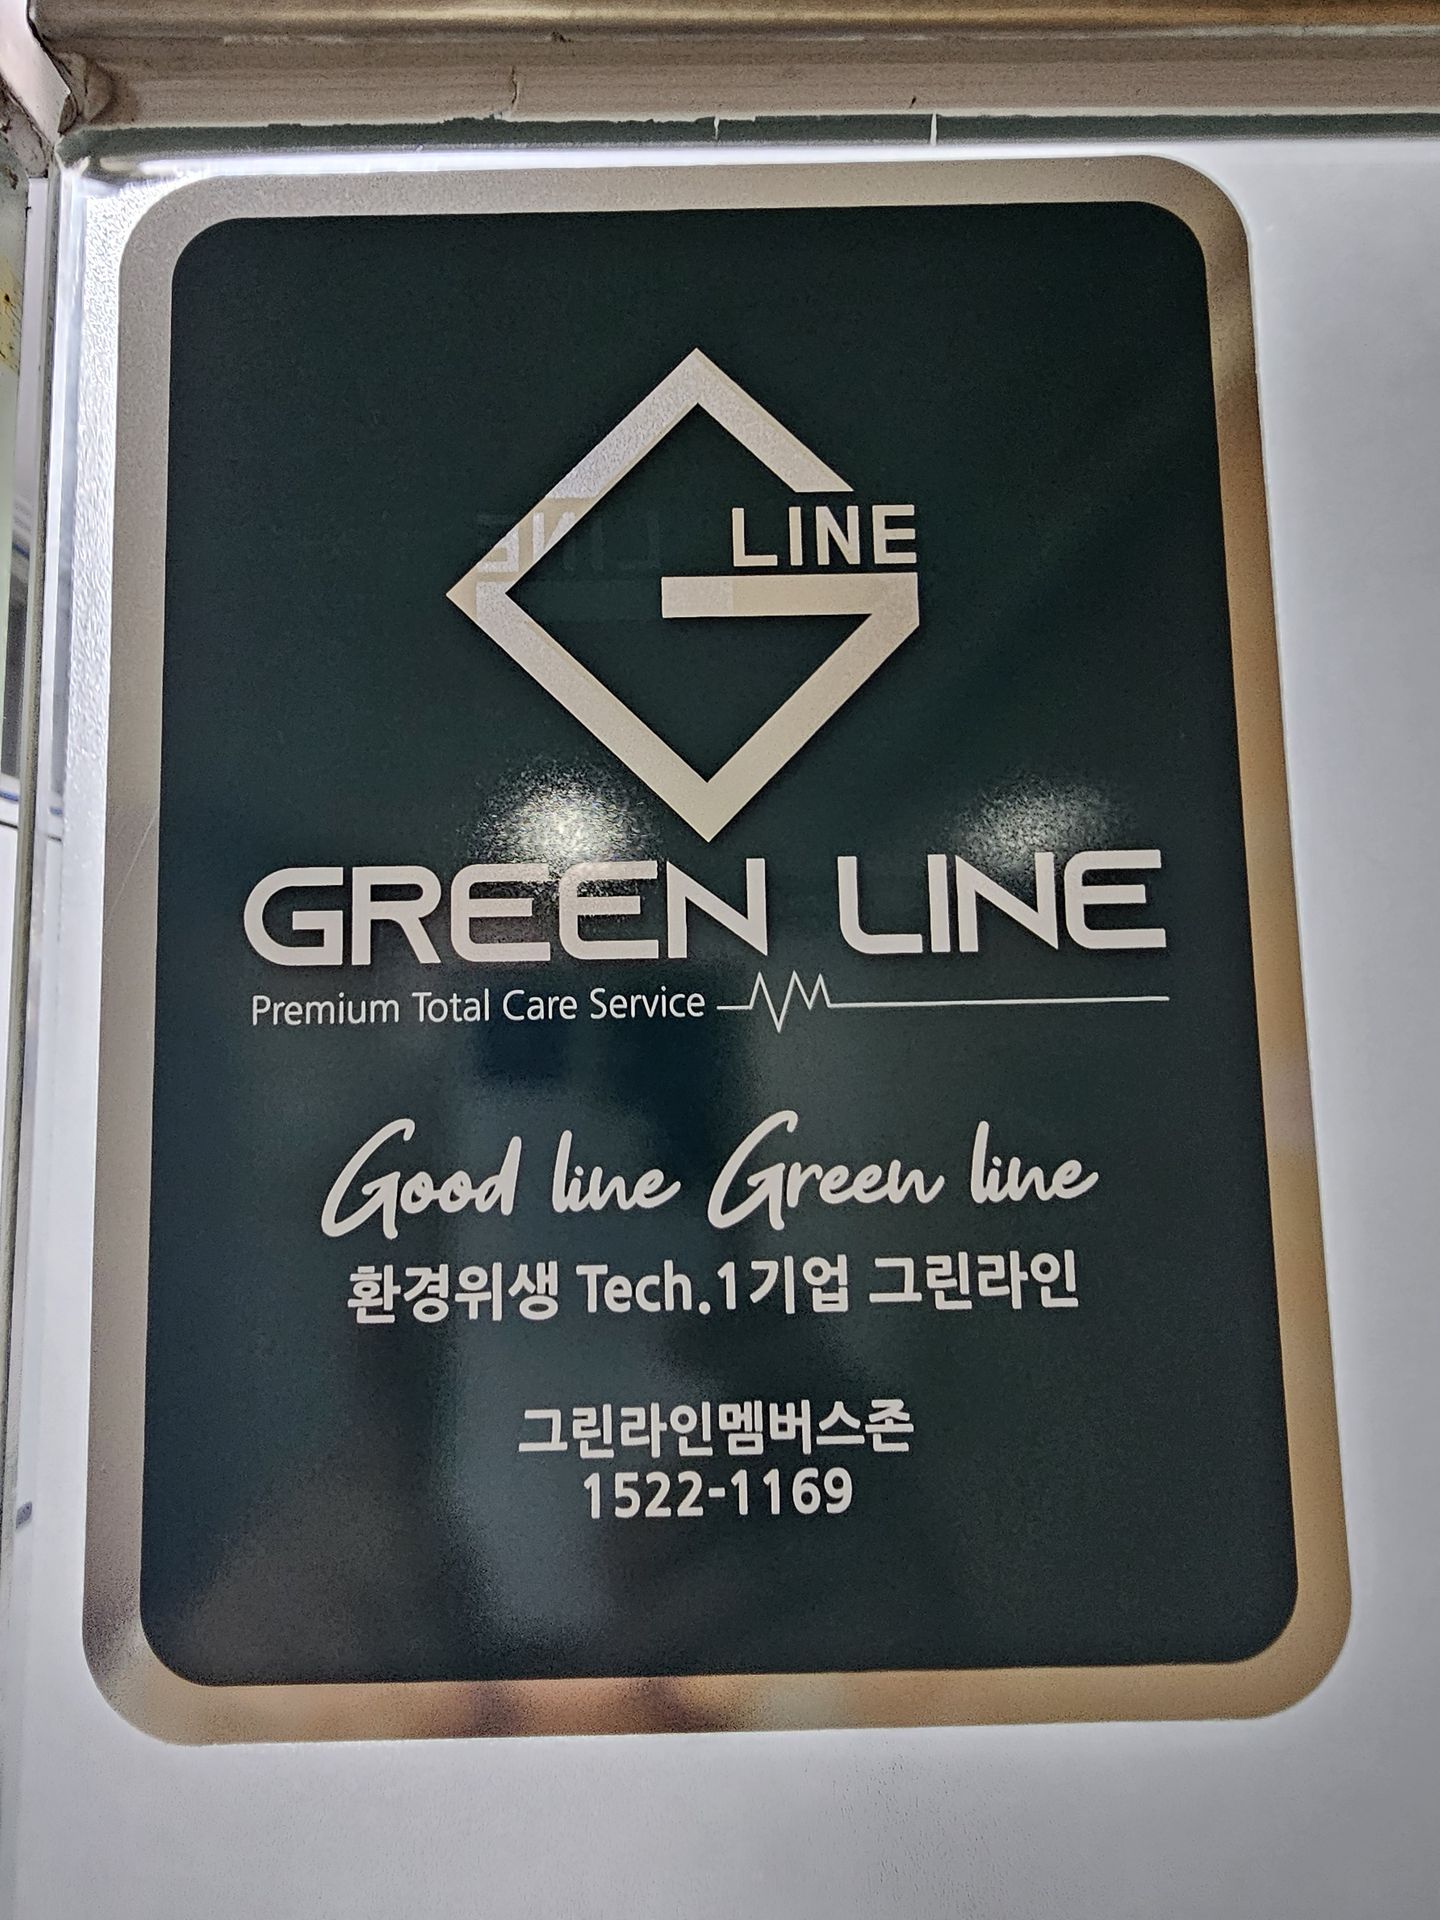 LINE
GREEN LINE
Premium Total Care Service
Good line Green line
환경위생 Tech.1기업 그린라인
그린라인멤버스존
1522-1169